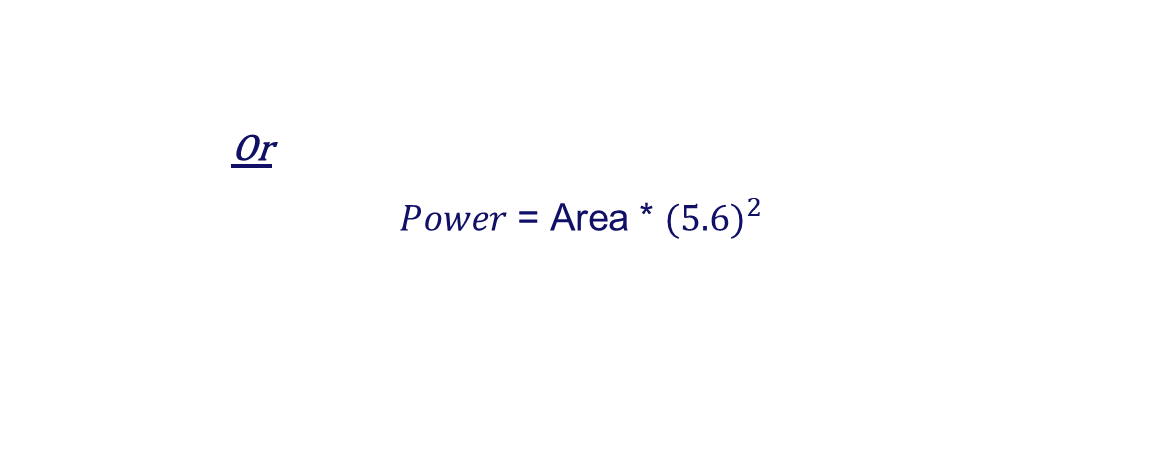 Or
Power = Area * (5.6)²